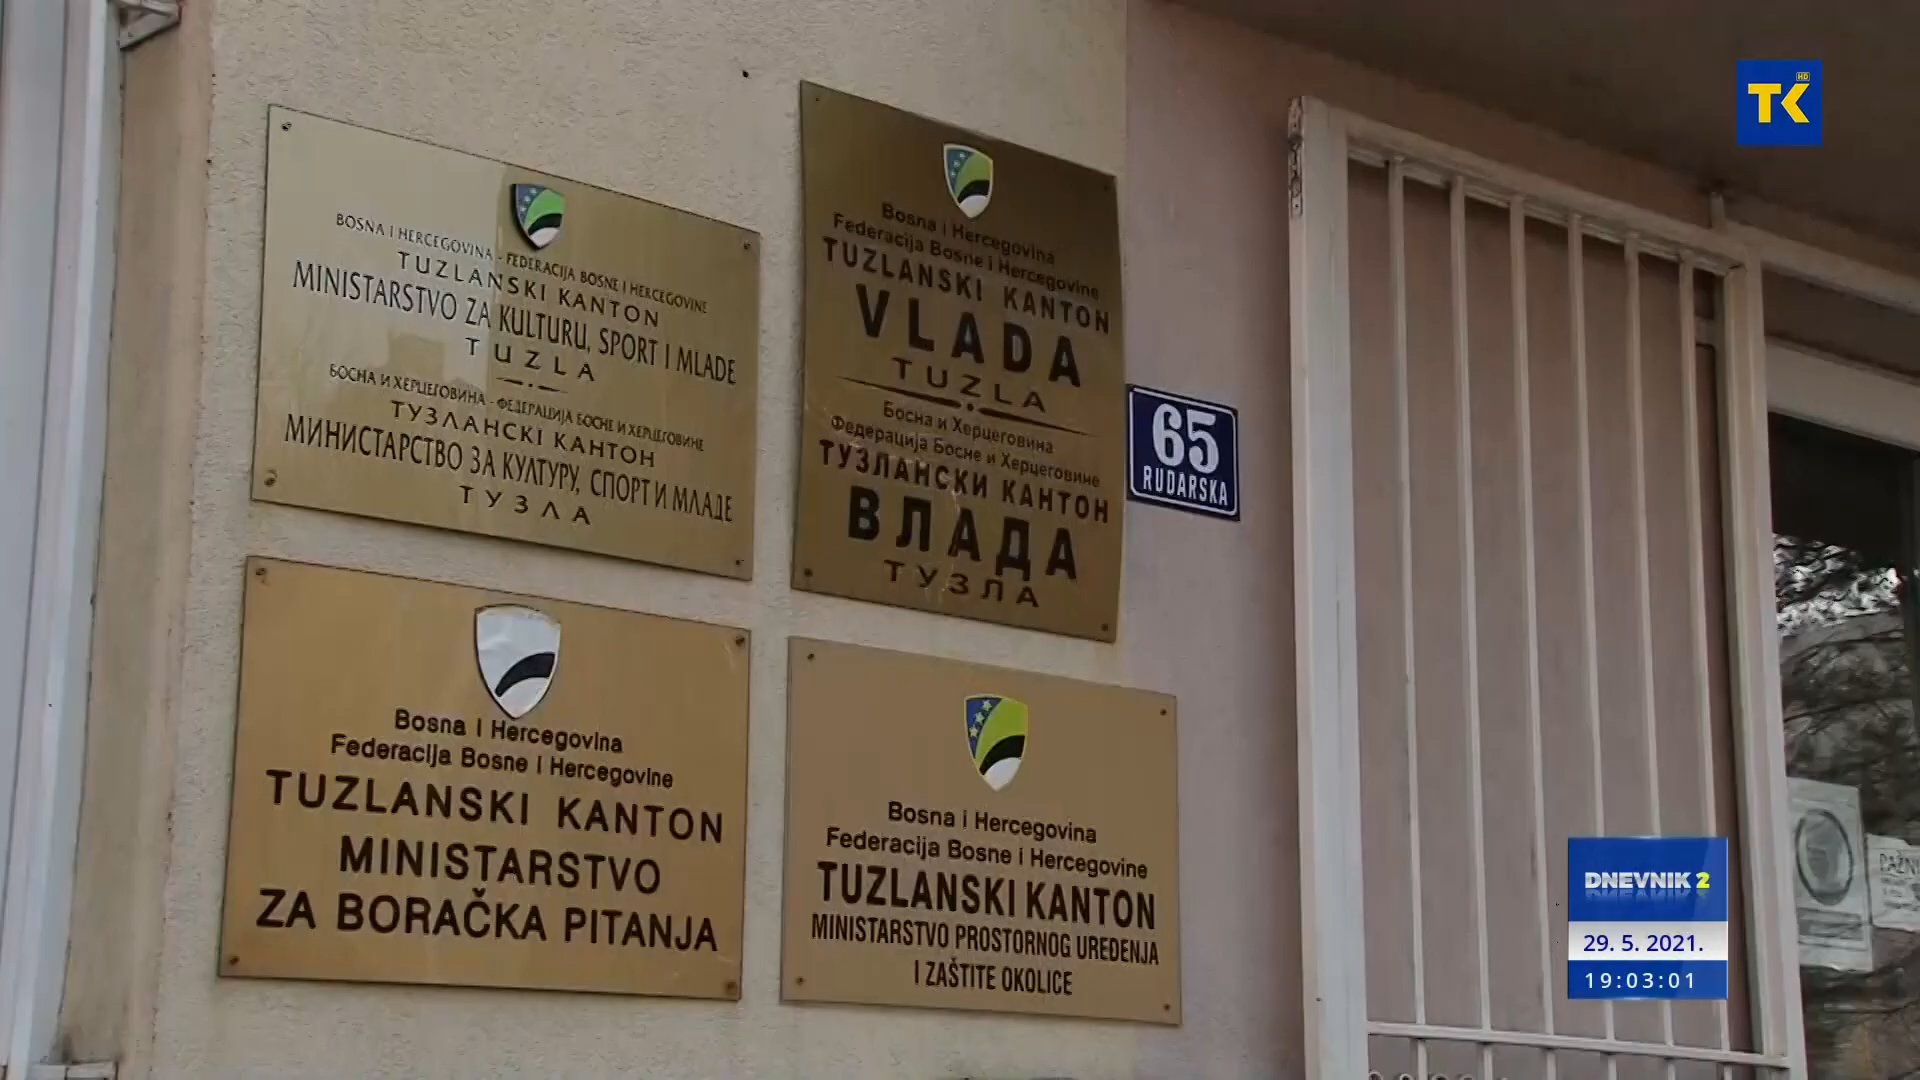 BOSNA I HERCEGOVINA - FEDERACIJA BOSNE I HERCEGOVINE
TUZLANSKI KANTON
MINISTARSTVO ZA KULTURU, SPORT I MLADE
TUZLA
БОСНА И ХЕРЦЕГОВИНА - ФЕДЕРАЦИЈА БОСНЕ И ХЕРЦЕГОВИНЕ
ТУЗЛАНСКІ КАНТОН
МИНИСТАРСТВО ЗА КУЛТУРУ, СПОРТ И МЛАДЕ
ТУЗЛА
Bosna i Hercegovina
Federacija Bosne i Hercegovine
TUZLANSKI KANTON
VLADA
TUZLA
Босна и Херцеговина
Федерација Босне и Херцеговине
ТУЗЛАНСКИ КАНТОН
ВЛАДА
ТУЗЛА
65
RUDARSKA
Bosna I Hercegovina
Federacija Bosne i Hercegovine
TUZLANSKI KANTON
MINISTARSTVO
ZA BORAČKA PITANJA
Bosna i Hercegovina
Federacija Bosne i Hercegovine
TUZLANSKI KANTON
MINISTARSTVO PROSTORNOG UREĐENJA
I ZAŠTITE OKOLICE
TK HD
DNEVNIK 2
29. 5. 2021.
19:03:01